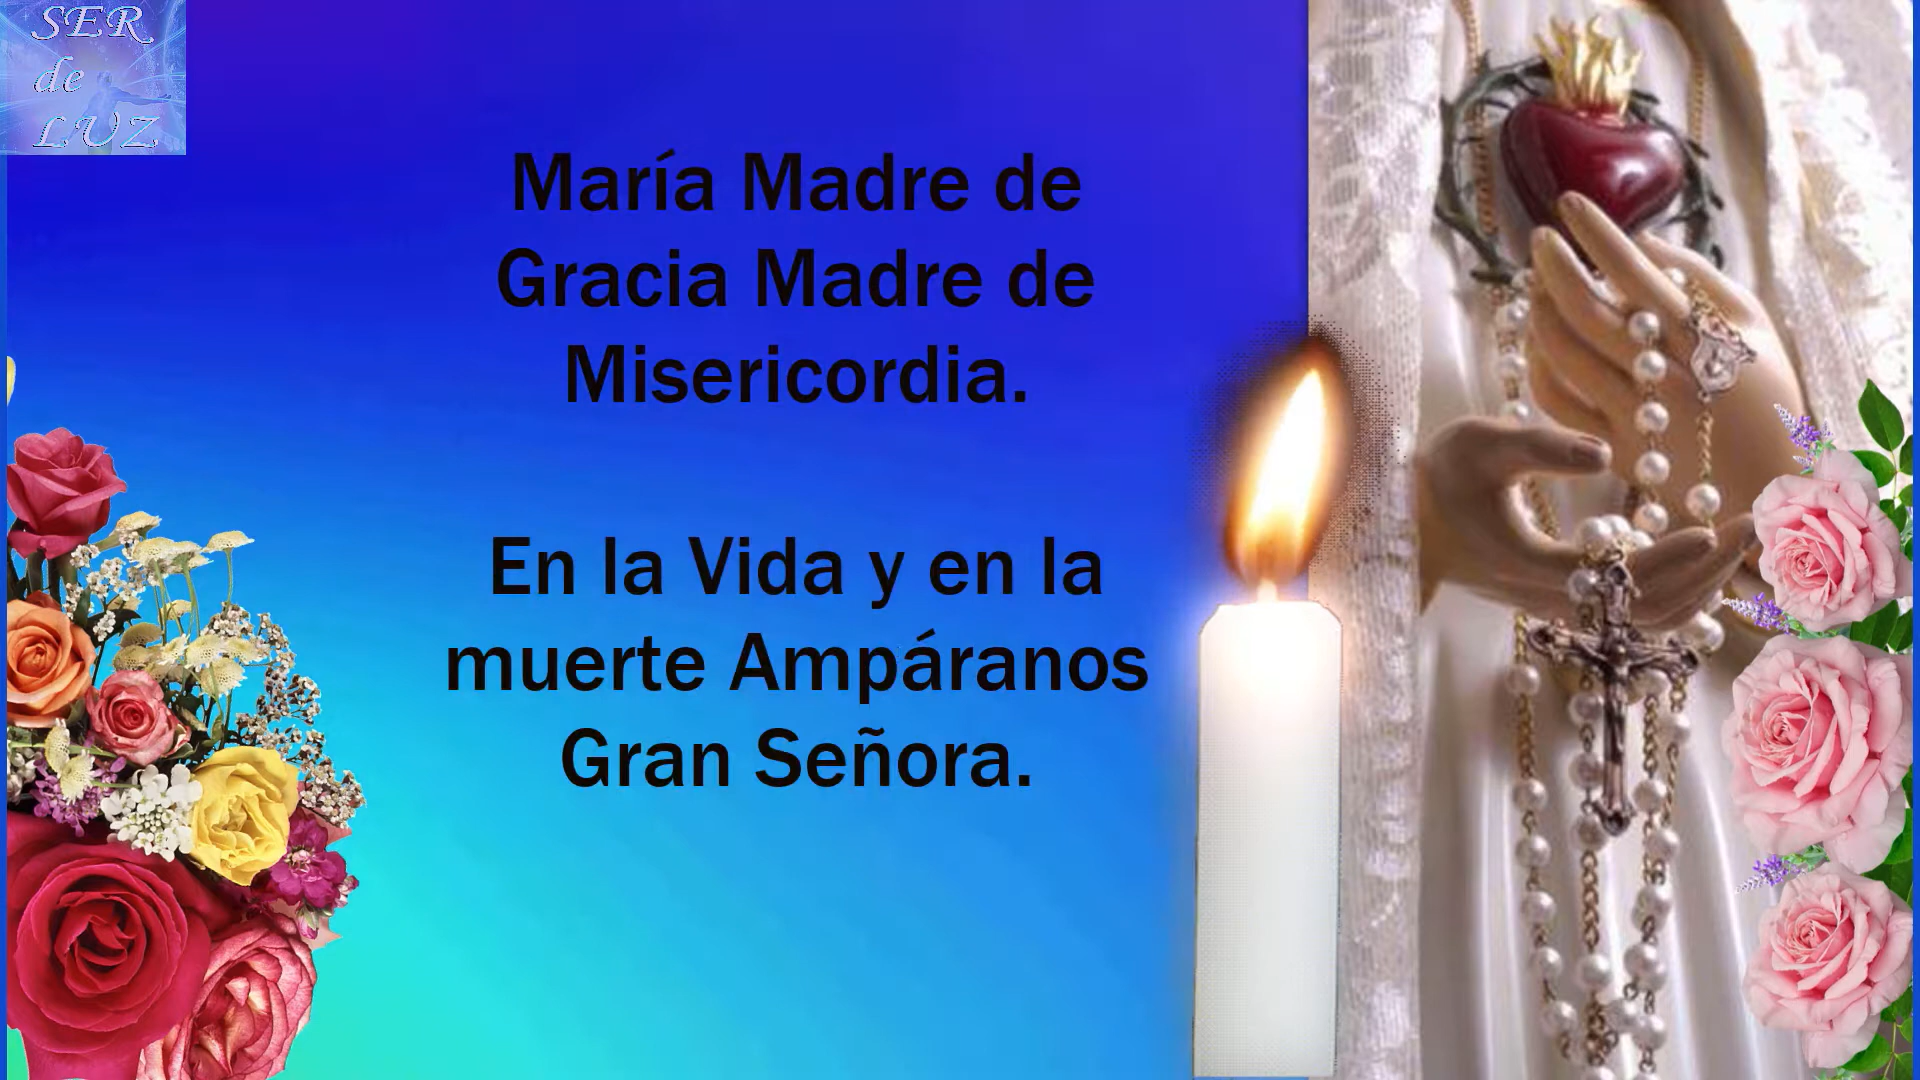 SER
de
LUZ
María Madre de
Gracia Madre de
Misericordia.
En la Vida y en la
muerte Ampáranos
Gran Señora.